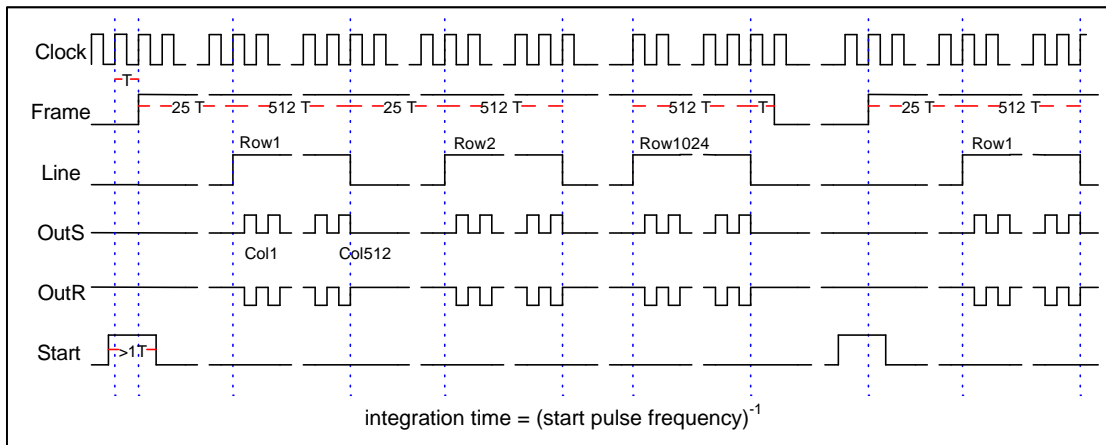 Clock
T
Frame
25 T
512 T
25 T
512 T
512 T
T
25 T
512 T
Line
Row1
Row2
Row1024
Row1
OutS
Col1
Col512
OutR
Start
>1T
integration time = (start pulse frequency)⁻¹